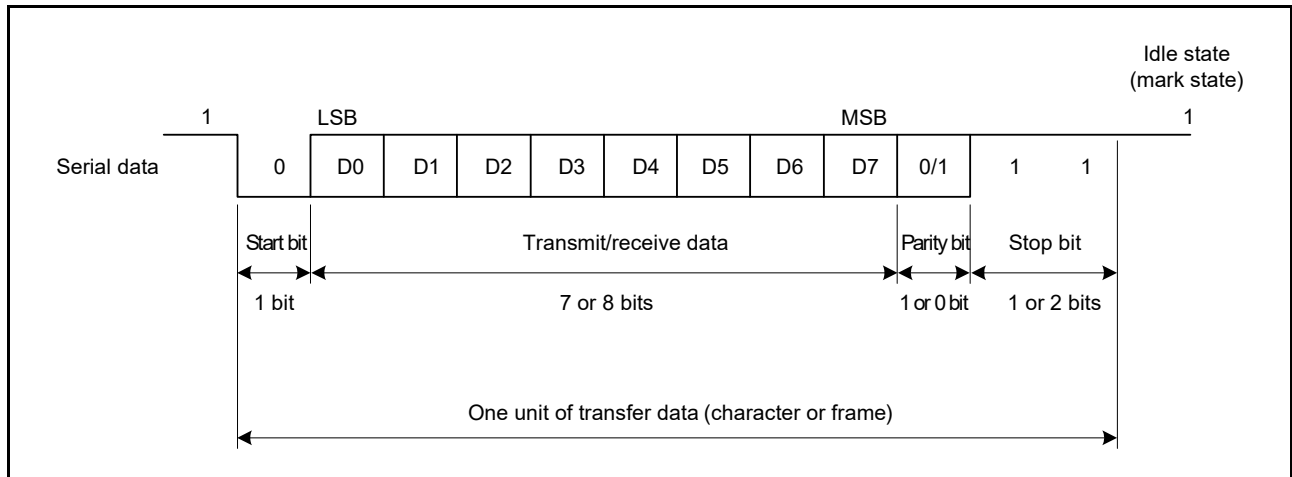 Idle state
(mark state)
1 LSB MSB 1
Serial data 0 D0 D1 D2 D3 D4 D5 D6 D7 0/1 1 1
Start bit Transmit/receive data Parity bit Stop bit
1 bit 7 or 8 bits 1 or 0 bit 1 or 2 bits
One unit of transfer data (character or frame)